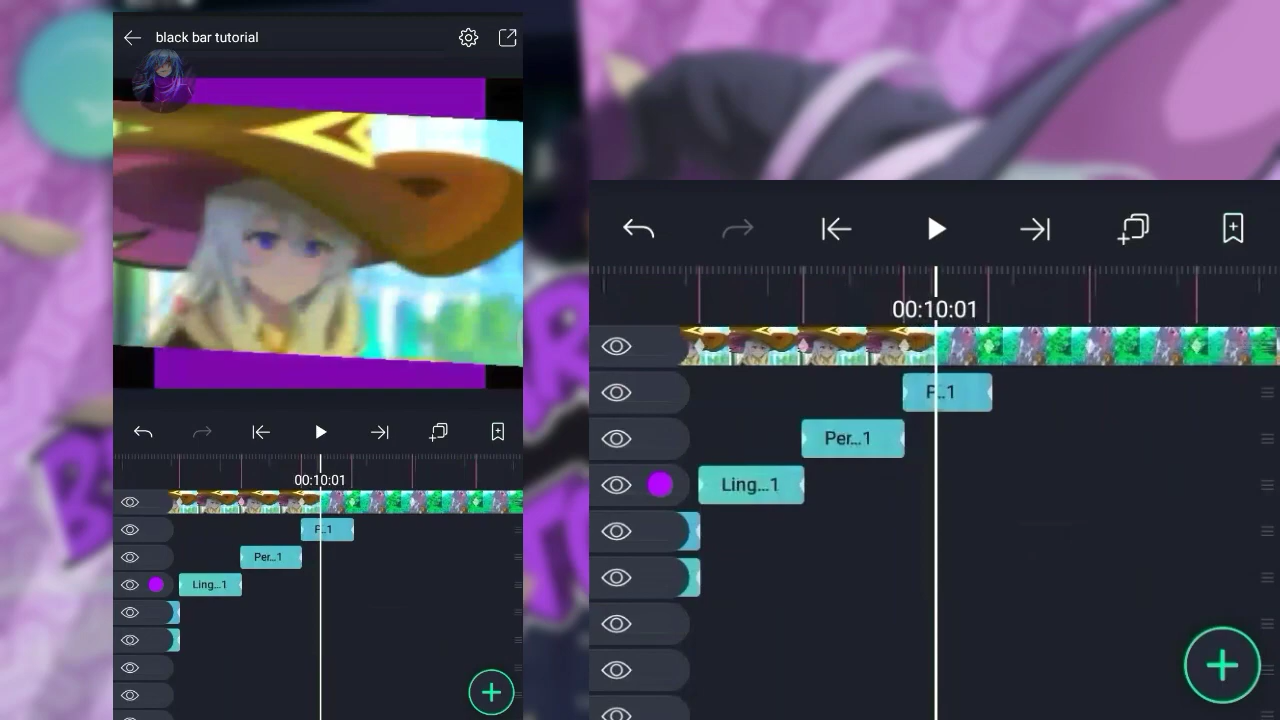 black bar tutorial
00:10:01
P..1
Per...1
Ling...1
00:10:01
P..1
Per...1
Ling...1